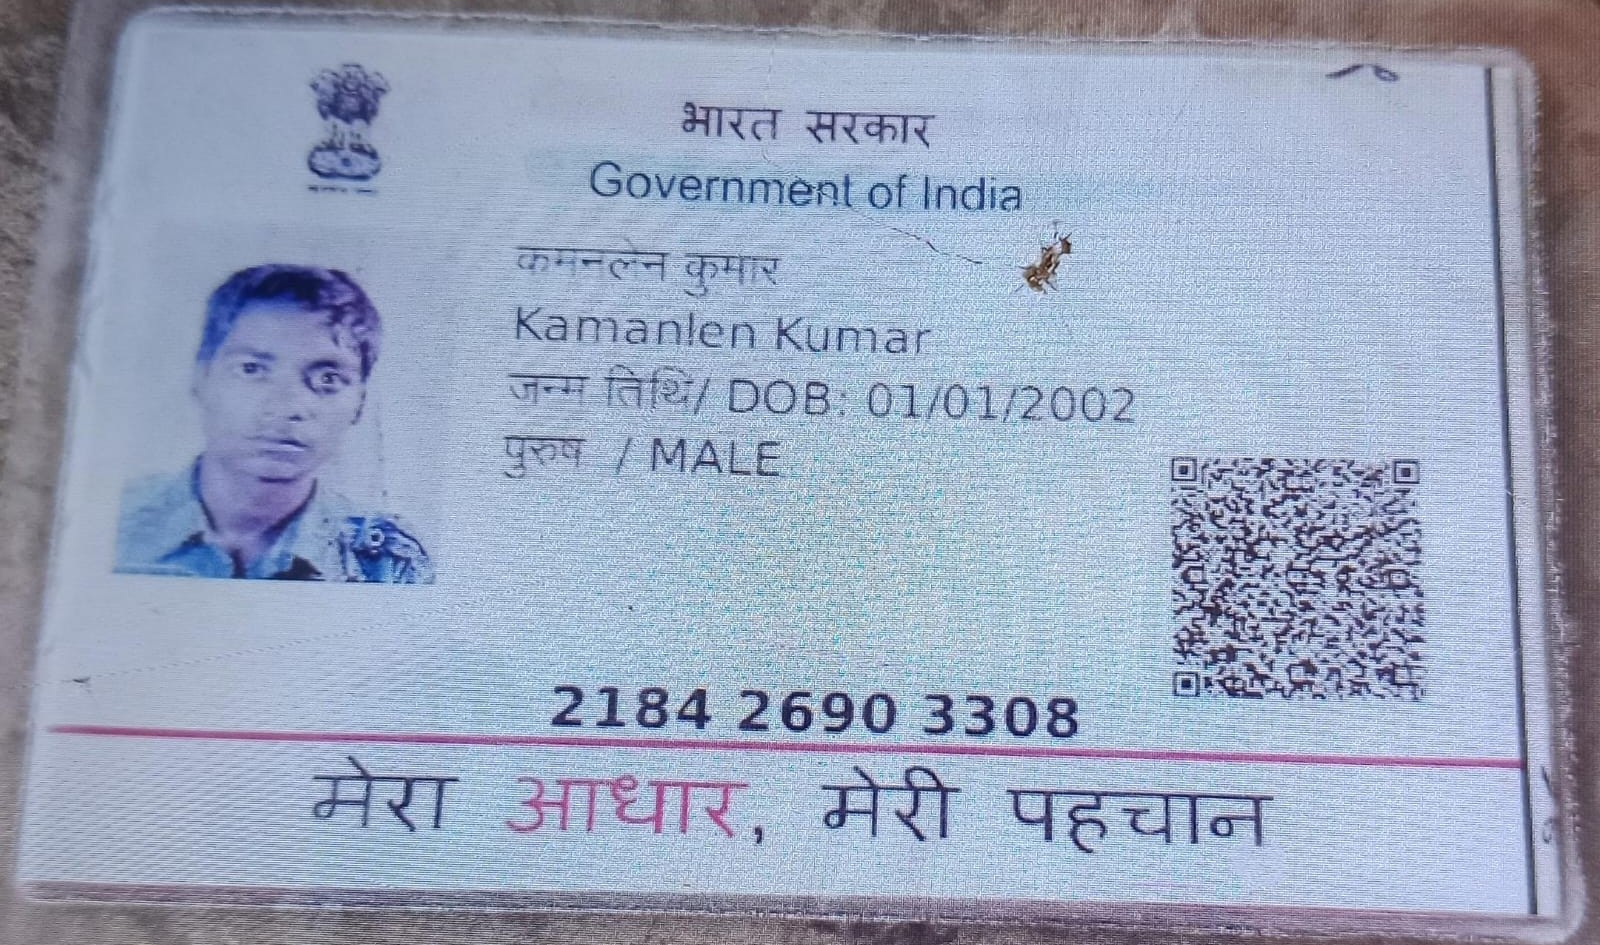 भारत सरकार
Government of India
कमनलेन कुमार
Kamanlen Kumar
जन्म तिथि/ DOB: 01/01/2002
पुरुष / MALE
2184 2690 3308
मेरा आधार, मेरी पहचान